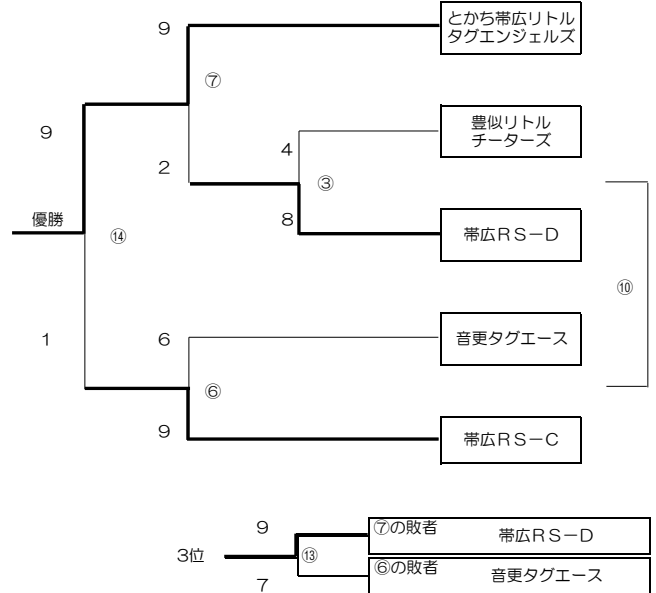 とかち帯広リトル
タグエンジェルズ
9
⑦
豊似リトル
チーターズ
9
4
2
③
8
優勝
⑭
帯広RS-D
⑩
1
6
音更タグエース
⑥
9
帯広RS-C
9
⑦の敗者 帯広RS-D
3位
⑬
⑥の敗者 音更タグエース
7